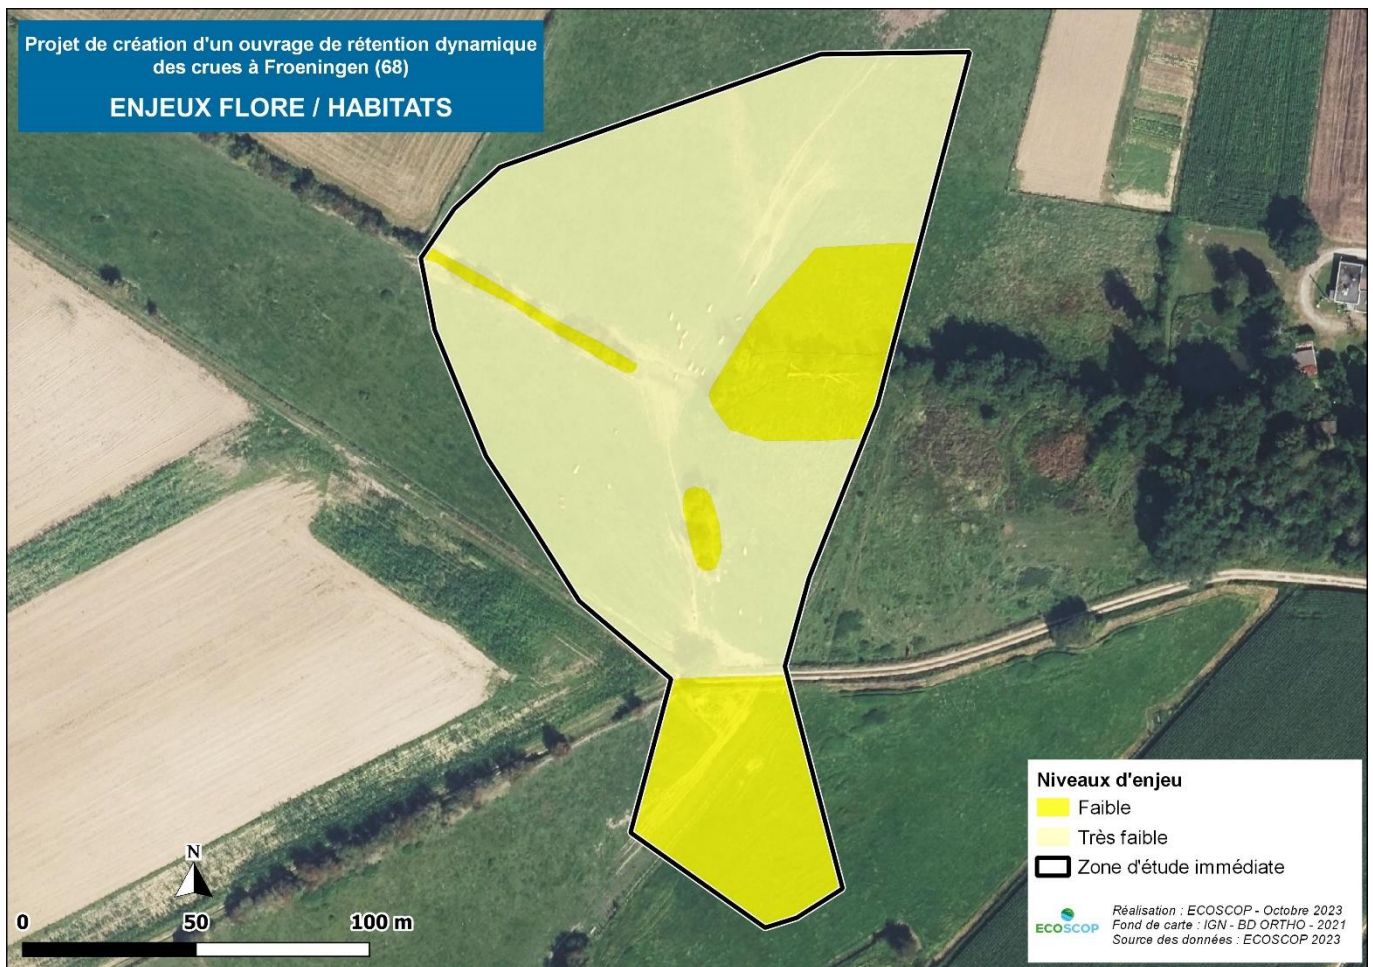 Projet de création d'un ouvrage de rétention dynamique
des crues à Froeningen (68)
ENJEUX FLORE / HABITATS
N
0 50 100 m
Niveaux d'enjeu
Faible
Très faible
Zone d'étude immédiate
ECOSCOP
Réalisation : ECOSCOP - Octobre 2023
Fond de carte : IGN - BD ORTHO - 2021
Source des données : ECOSCOP 2023